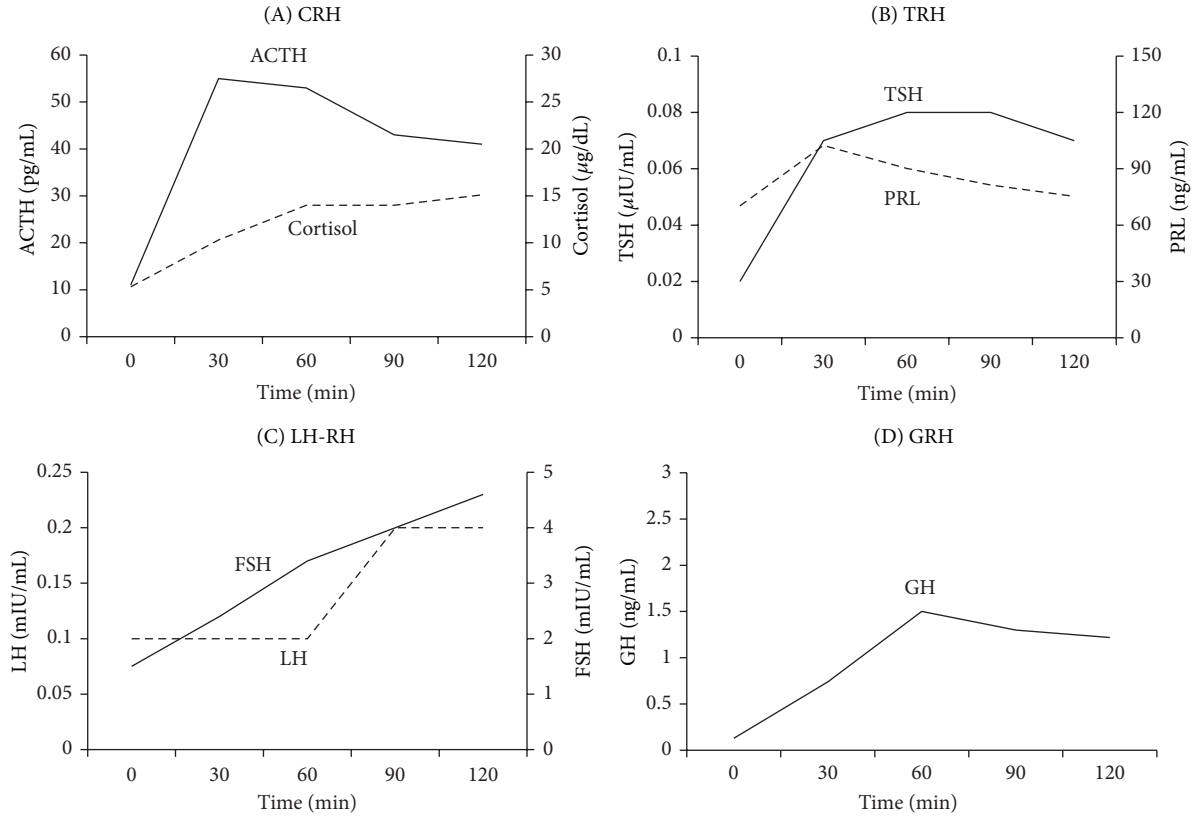 (A) CRH
60
50
40
30
20
10
0
ACTH (pg/mL)
ACTH
Cortisol
30
25
20
15
10
5
0
Cortisol (μg/dL)
0 30 60 90 120
Time (min)
(B) TRH
0.1
0.08
0.06
0.04
0.02
0
TSH (μIU/mL)
TSH
PRL
150
120
90
60
30
0
PRL (ng/mL)
0 30 60 90 120
Time (min)
(C) LH-RH
0.25
0.2
0.15
0.1
0.05
0
LH (mIU/mL)
FSH
LH
5
4
3
2
1
0
FSH (mIU/mL)
0 30 60 90 120
Time (min)
(D) GRH
3
2.5
2
1.5
1
0.5
0
GH (ng/mL)
GH
0 30 60 90 120
Time (min)